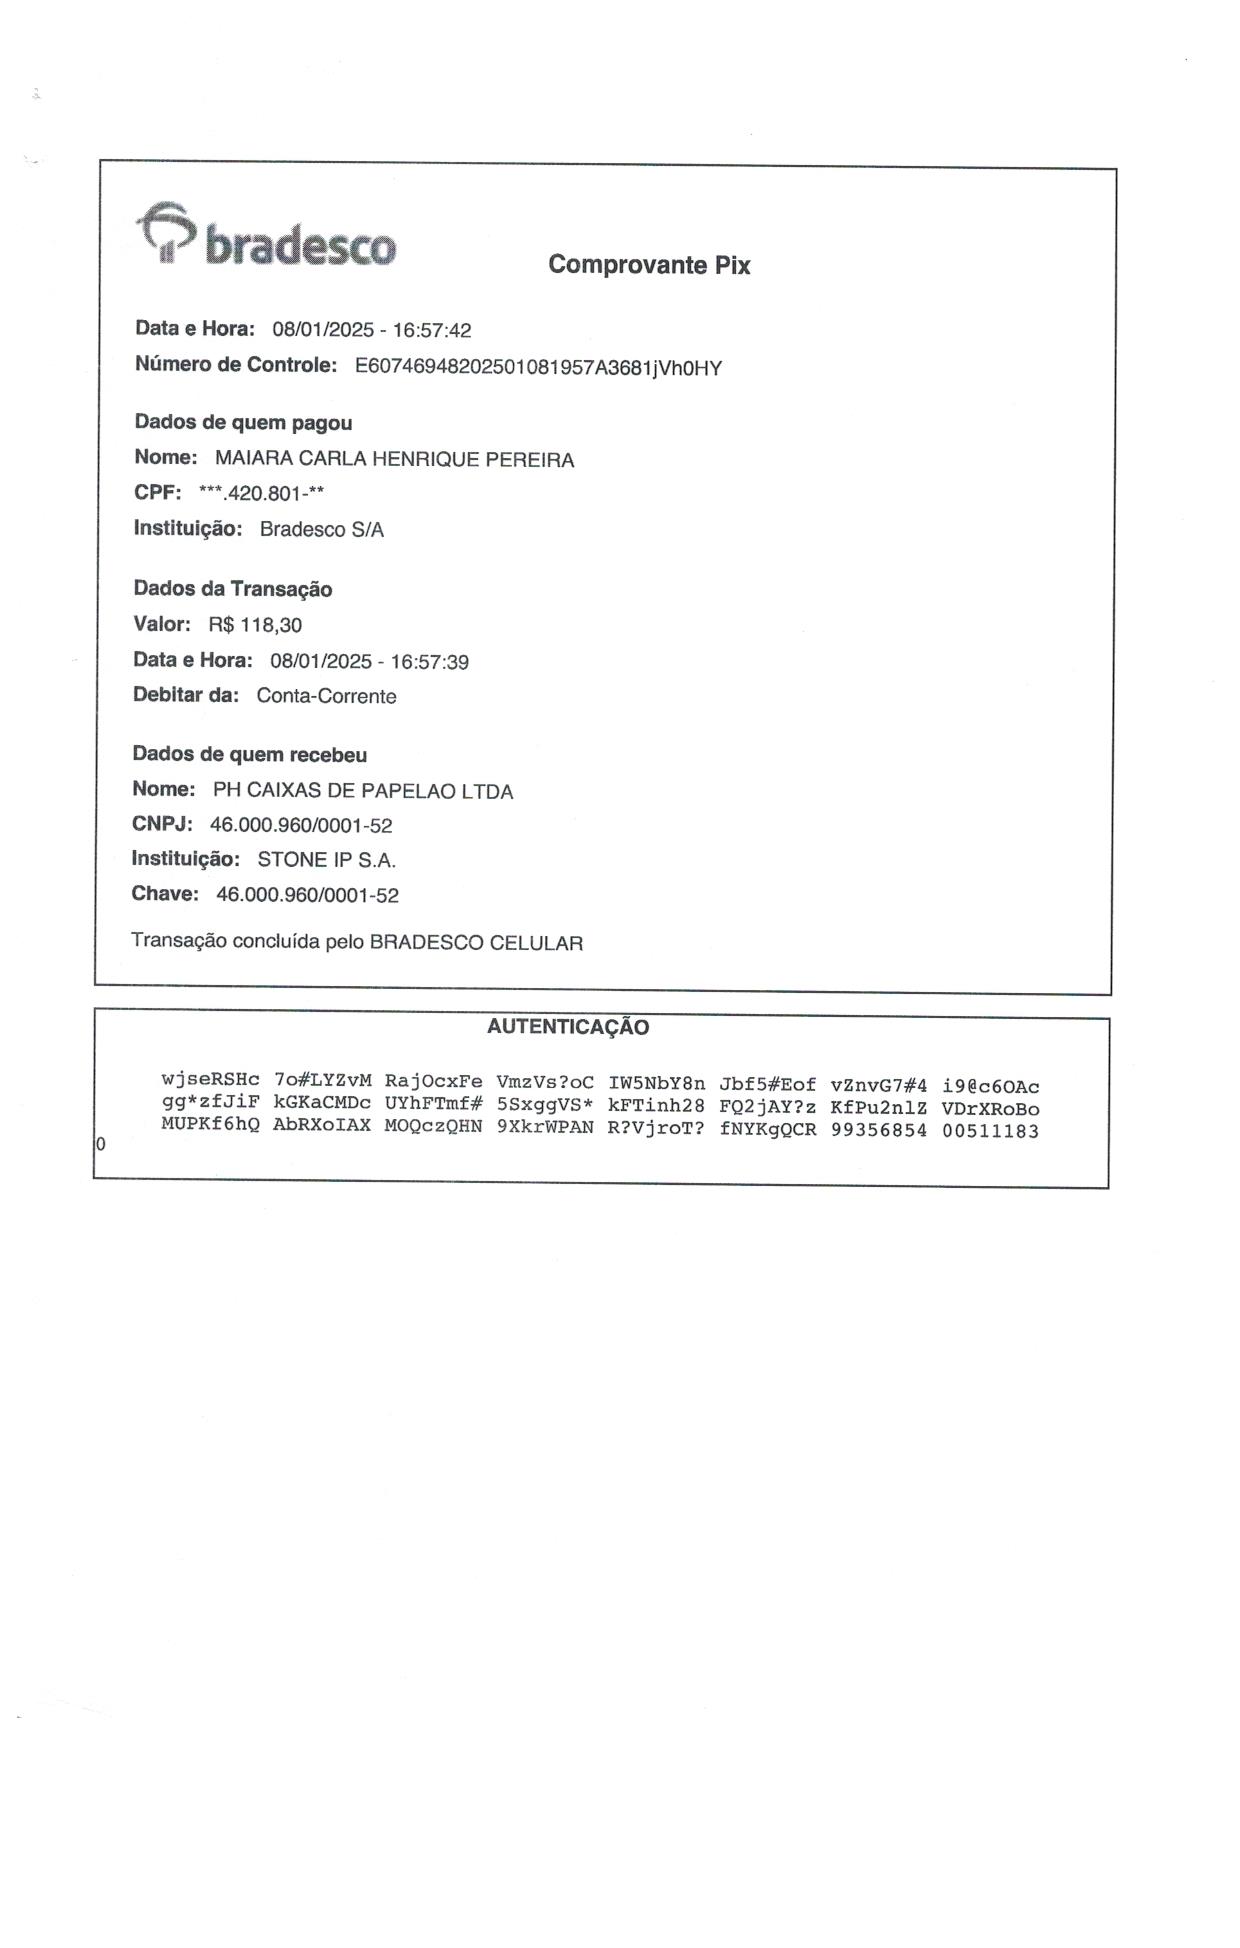 bradesco
Comprovante Pix
Data e Hora: 08/01/2025 - 16:57:42
Número de Controle: E60746948202501081957A3681jVh0HY
Dados de quem pagou
Nome: MAIARA CARLA HENRIQUE PEREIRA
CPF: ***.420.801-**
Instituição: Bradesco S/A
Dados da Transação
Valor: R$ 118,30
Data e Hora: 08/01/2025 - 16:57:39
Debitar da: Conta-Corrente
Dados de quem recebeu
Nome: PH CAIXAS DE PAPELAO LTDA
CNPJ: 46.000.960/0001-52
Instituição: STONE IP S.A.
Chave: 46.000.960/0001-52
Transação concluída pelo BRADESCO CELULAR
AUTENTICAÇÃO
wjseRSHc 7o#LYZvM RajOcxFe VmzVs?oC IW5NbY8n Jbf5#Eof vZnvG7#4 i9@c6OAc
gg*zfJiF kGKaCMDc UYhFTmf# 5SxggVS* kFTinh28 FQ2jAY?z KfPu2nlZ VDrXRoBo
MUPKf6hQ AbRXoIAX MOQczQHN 9XkrWPAN R?VjroT? fNYKgQCR 99356854 00511183
0